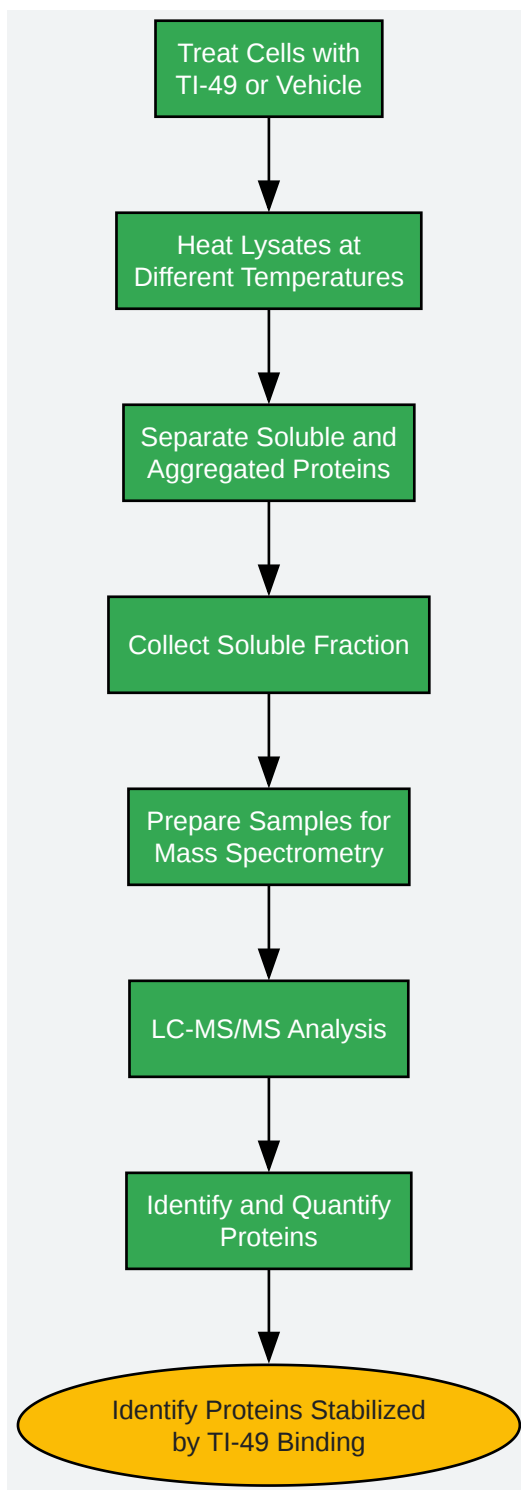 Treat Cells with
TI-49 or Vehicle
Heat Lysates at
Different Temperatures
Separate Soluble and
Aggregated Proteins
Collect Soluble Fraction
Prepare Samples for
Mass Spectrometry
LC-MS/MS Analysis
Identify and Quantify
Proteins
Identify Proteins Stabilized
by TI-49 Binding